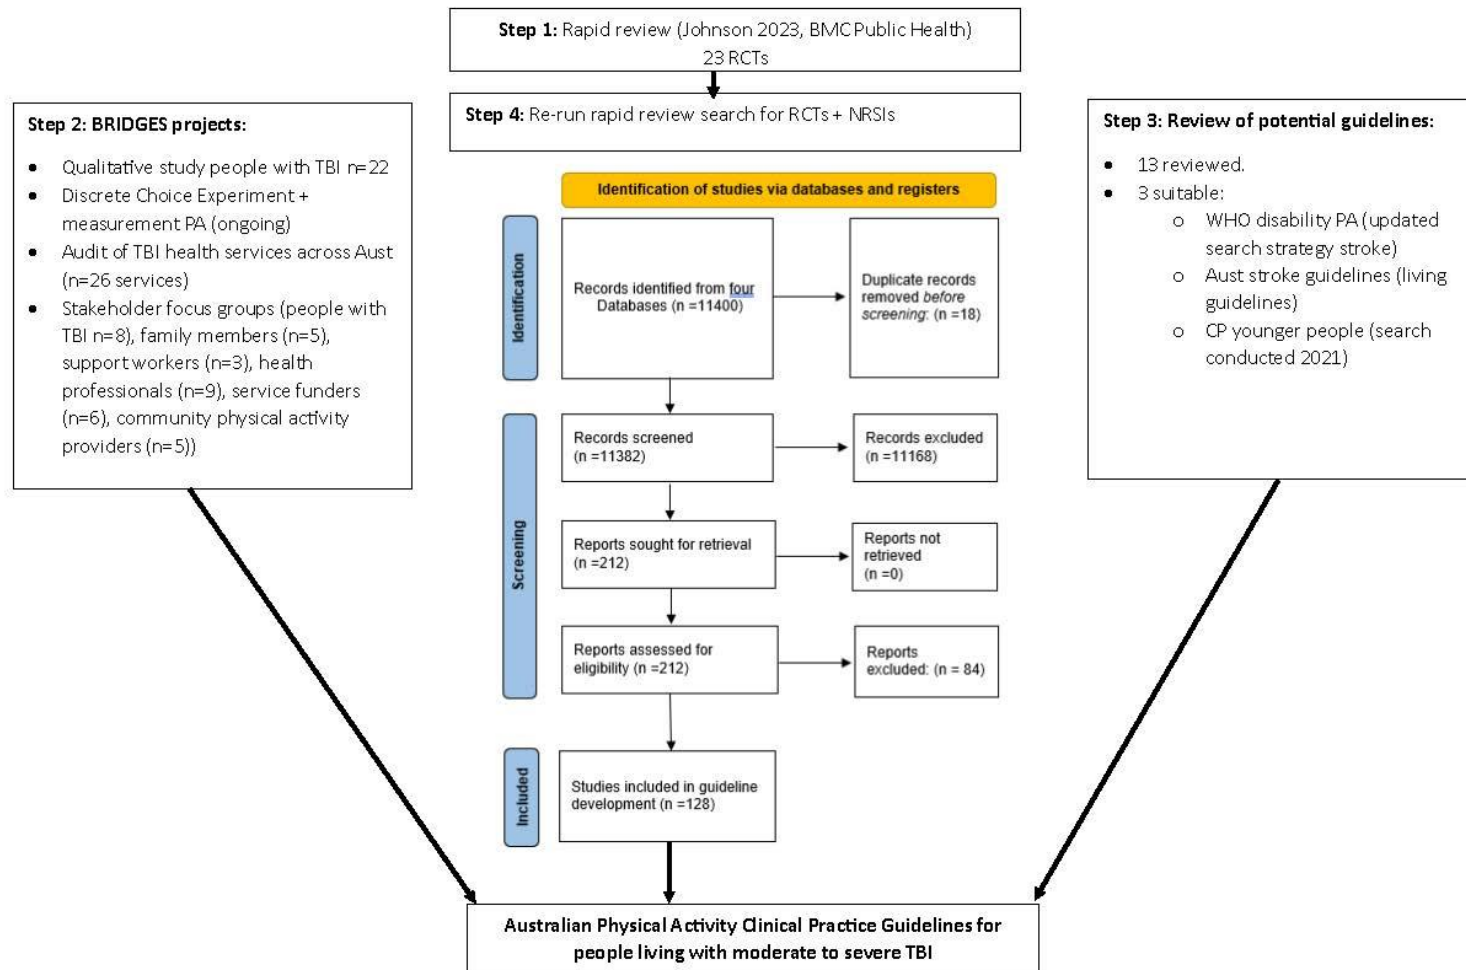 Step 1: Rapid review (Johnson 2023, BMC Public Health)
23 RCTs
Step 4: Re-run rapid review search for RCTs + NRSIs
Step 2: BRIDGES projects:
• Qualitative study people with TBI n=22
• Discrete Choice Experiment +
measurement PA (ongoing)
• Audit of TBI health services across Aust
(n=26 services)
• Stakeholder focus groups (people with
TBI n=8), family members (n=5),
support workers (n=3), health
professionals (n=9), service funders
(n=6), community physical activity
providers (n=5))
Step 3: Review of potential guidelines:
• 13 reviewed.
• 3 suitable:
o WHO disability PA (updated
search strategy stroke)
o Aust stroke guidelines (living
guidelines)
o CP younger people (search
conducted 2021)
Identification of studies via databases and registers
Identification
Records identified from four
Databases (n =11400)
Duplicate records
removed before
screening: (n =18)
Screening
Records screened
(n =11382)
Records excluded
(n =11168)
Reports sought for retrieval
(n =212)
Reports not
retrieved
(n =0)
Reports assessed for
eligibility (n =212)
Reports
excluded: (n = 84)
Included
Studies included in guideline
development (n =128)
Australian Physical Activity Clinical Practice Guidelines for
people living with moderate to severe TBI